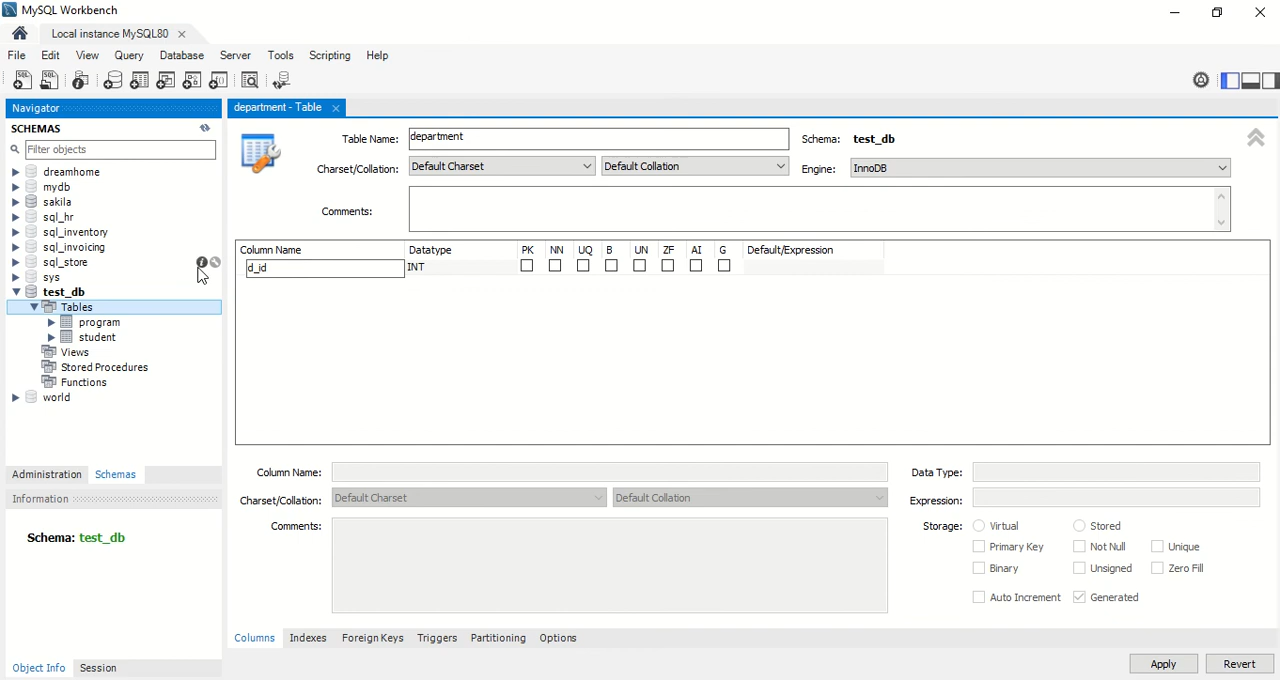 MySQL Workbench
Local instance MySQL80
File Edit View Query Database Server Tools Scripting Help
Navigator
SCHEMAS
Filter objects
dreamhome
mydb
sakila
sql_hr
sql_inventory
sql_invoicing
sql_store
sys
test_db
Tables
program
student
Views
Stored Procedures
Functions
world
Administration Schemas
Information
Schema: test_db
Object Info Session
department - Table
Table Name: department Schema: test_db
Charset/Collation: Default Charset Default Collation Engine: InnoDB
Comments:
Column Name Datatype PK NN UQ B UN ZF AI G Default/Expression
d_id INT
Column Name: Data Type:
Charset/Collation: Default Charset Default Collation Expression:
Comments: Storage: Virtual Stored
Primary Key Not Null Unique
Binary Unsigned Zero Fill
Auto Increment Generated
Columns Indexes Foreign Keys Triggers Partitioning Options
Apply Revert